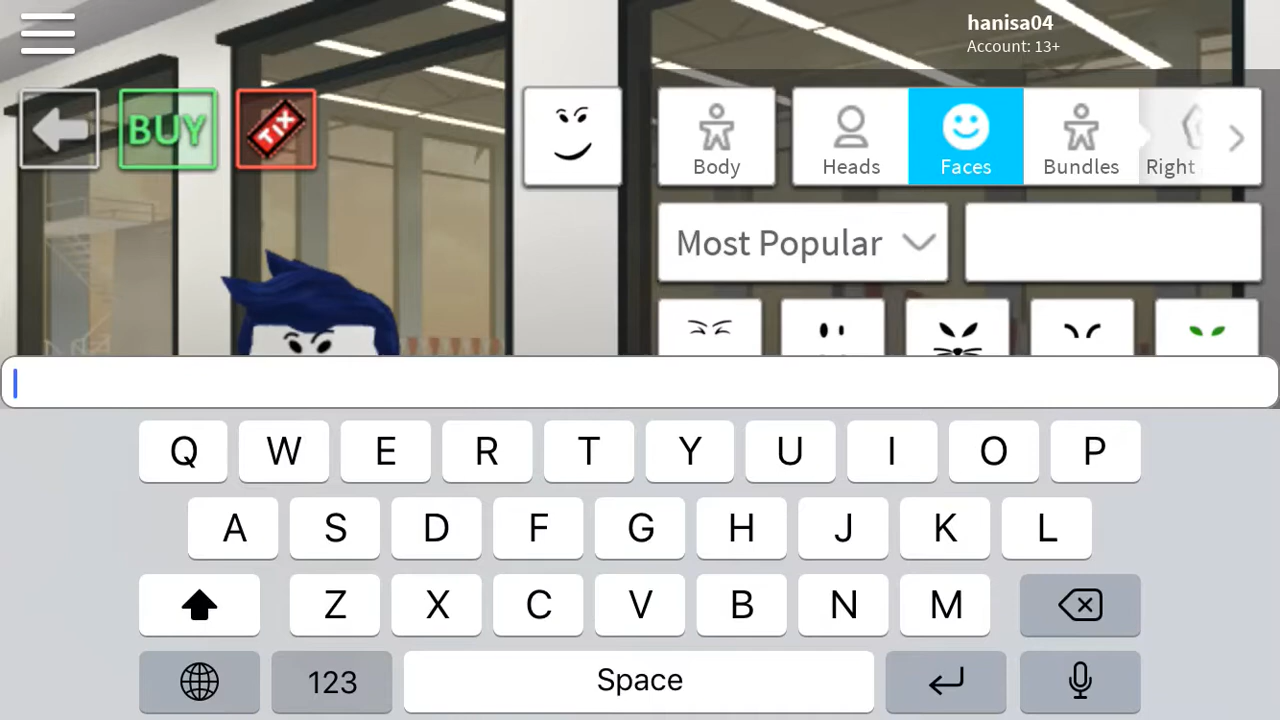 hanisa04
Account: 13+
BUY
TIX
Body
Heads
Faces
Bundles
Right
Most Popular
Q W E R T Y U I O P
A S D F G H J K L
Z X C V B N M
123
Space